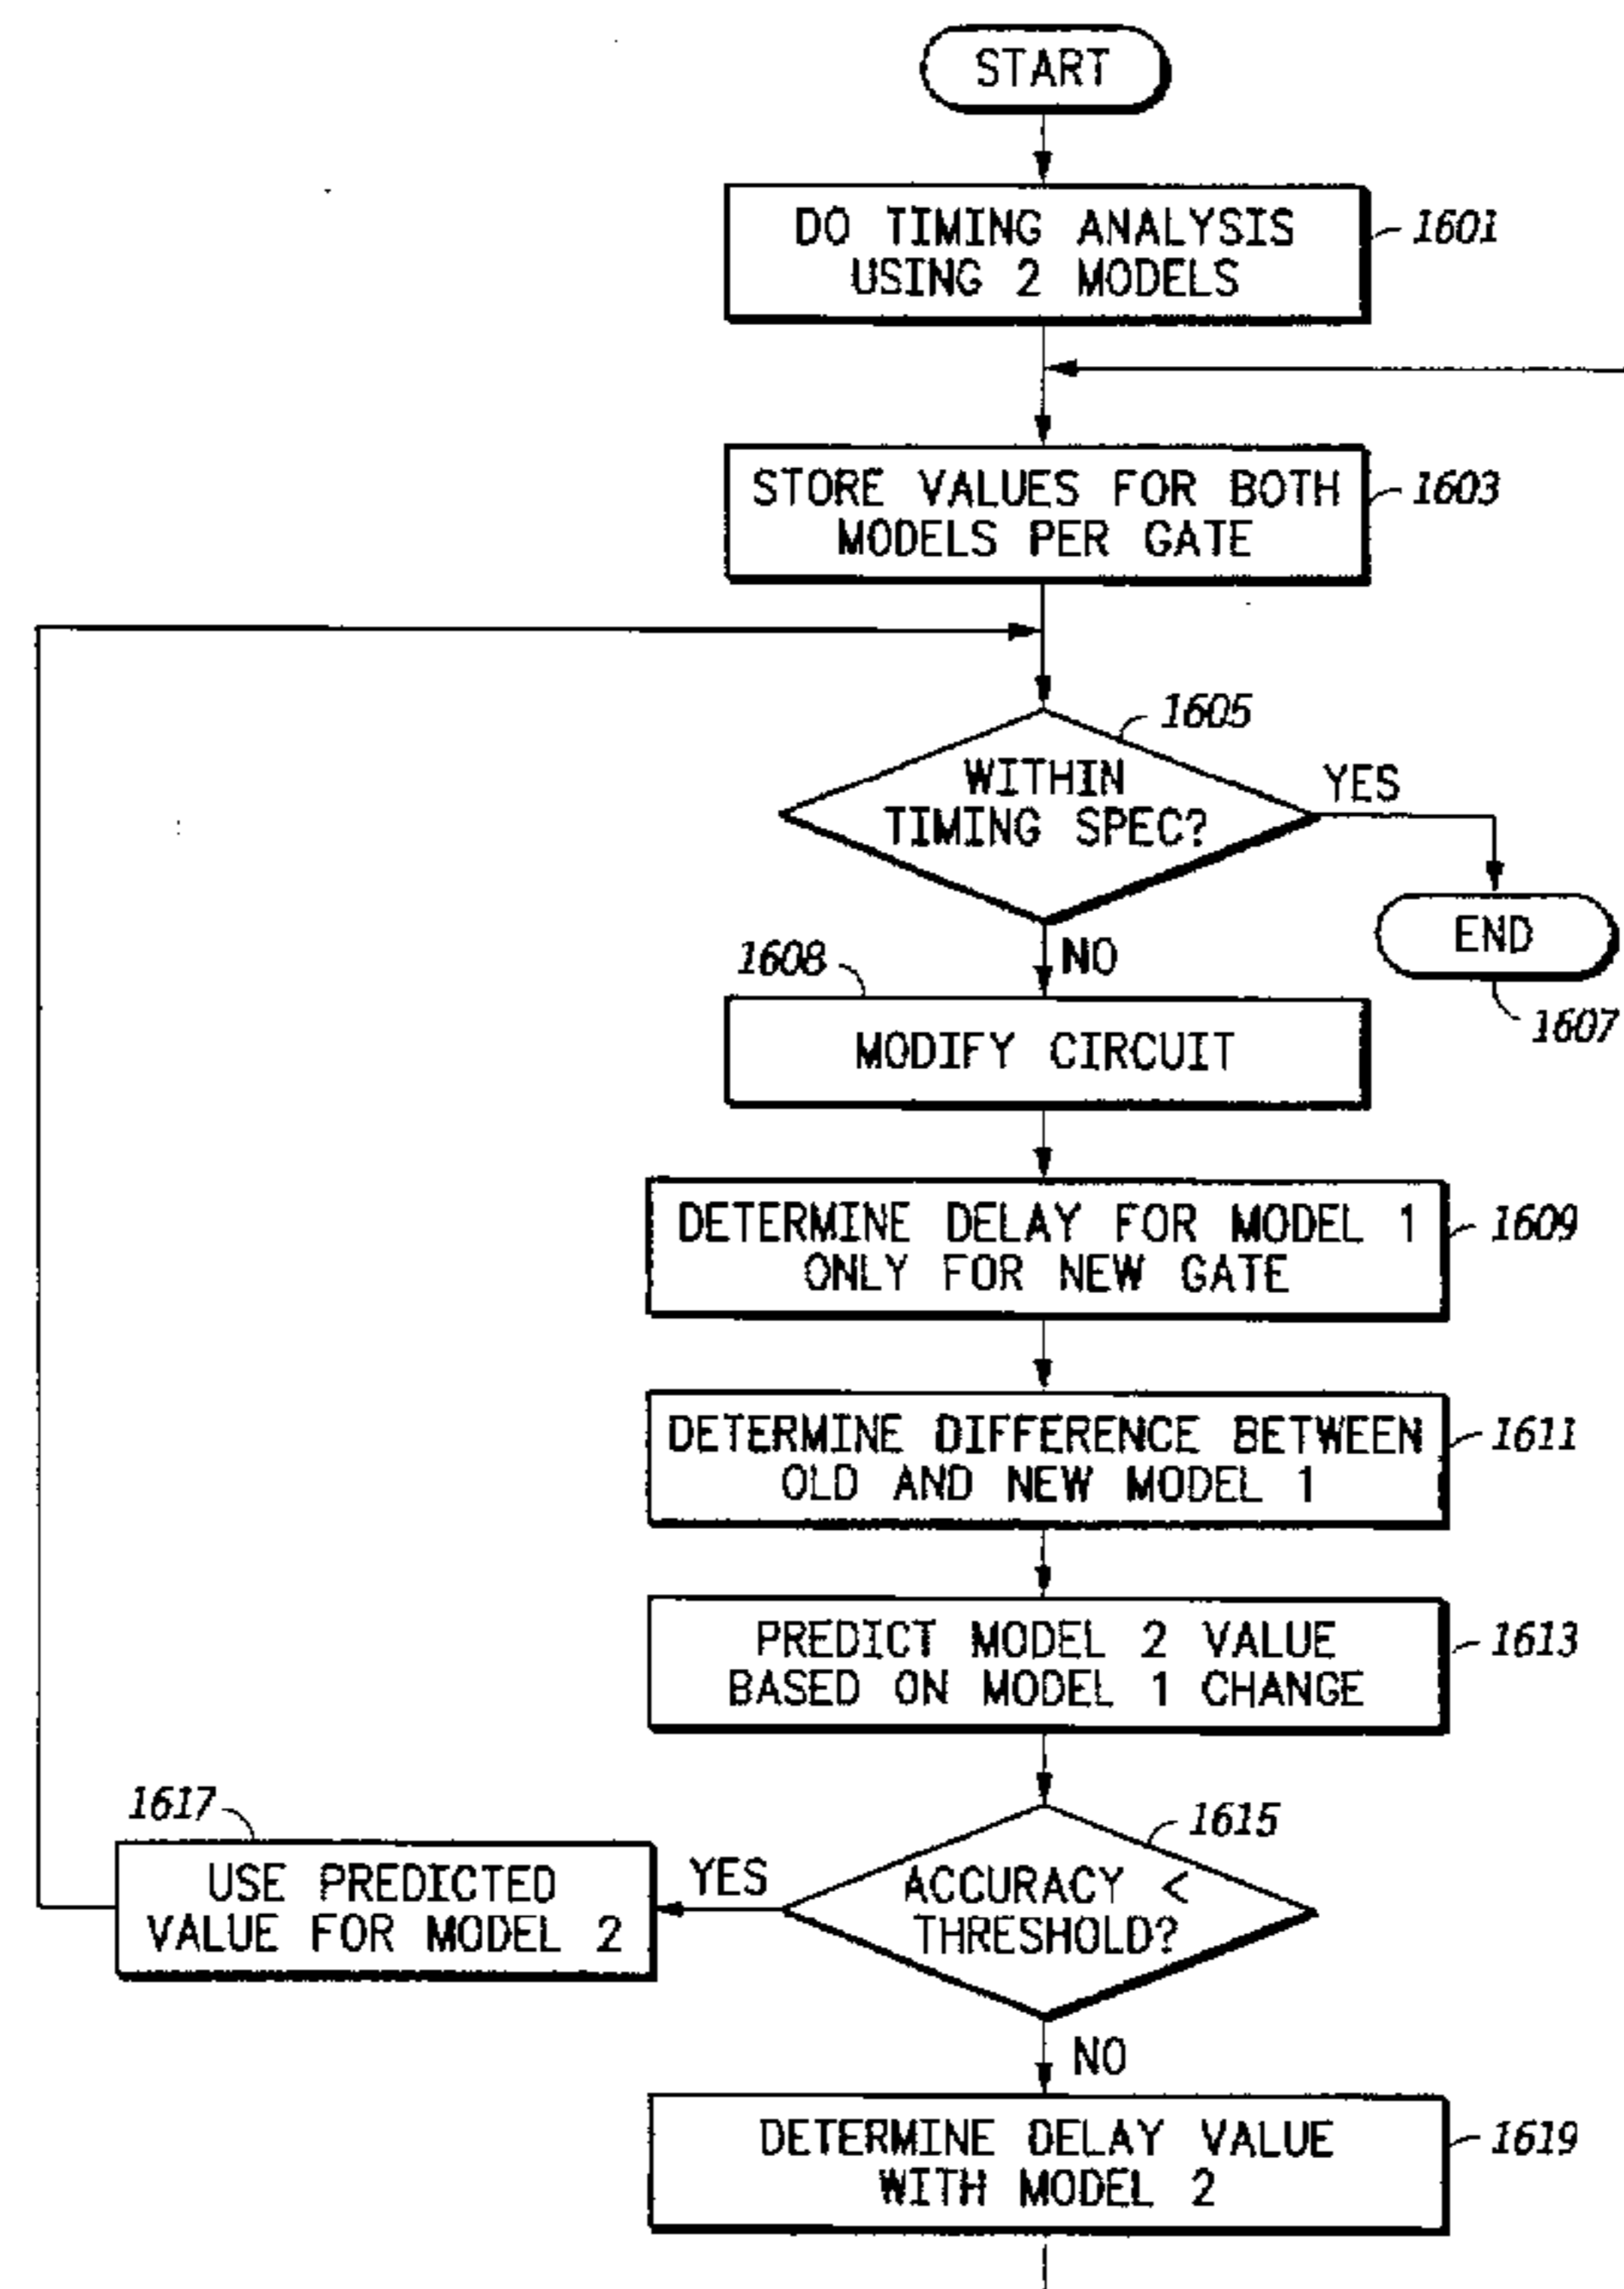 START
DO TIMING ANALYSIS
USING 2 MODELS
1601
STORE VALUES FOR BOTH
MODELS PER GATE
1603
1605
WITHIN
TIMING SPEC?
YES
END
1607
NO
1608
MODIFY CIRCUIT
DETERMINE DELAY FOR MODEL 1
ONLY FOR NEW GATE
1609
DETERMINE DIFFERENCE BETWEEN
OLD AND NEW MODEL 1
1611
PREDICT MODEL 2 VALUE
BASED ON MODEL 1 CHANGE
1613
1615
ACCURACY <
THRESHOLD?
YES
1617
USE PREDICTED
VALUE FOR MODEL 2
NO
DETERMINE DELAY VALUE
WITH MODEL 2
1619